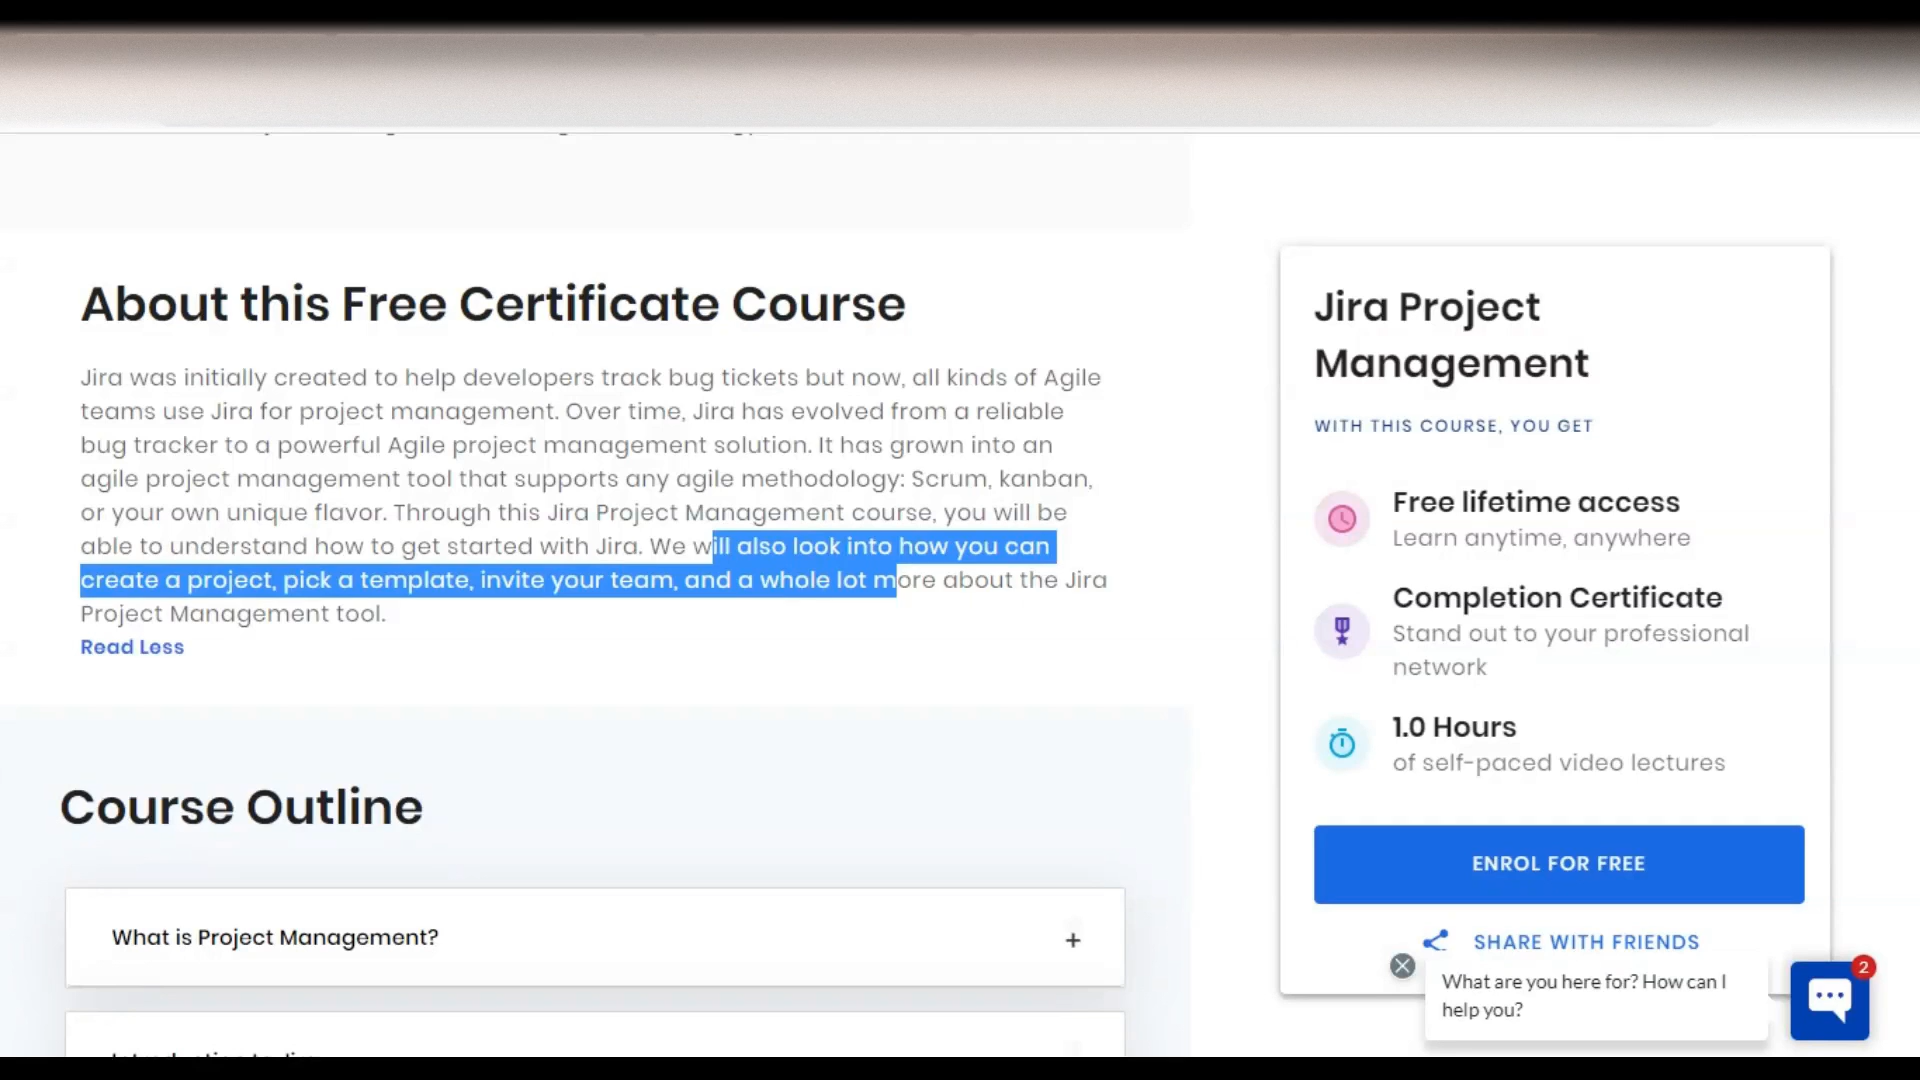 About this Free Certificate Course
Jira was initially created to help developers track bug tickets but now, all kinds of Agile
teams use Jira for project management. Over time, Jira has evolved from a reliable
bug tracker to a powerful Agile project management solution. It has grown into an
agile project management tool that supports any agile methodology: Scrum, kanban,
or your own unique flavor. Through this Jira Project Management course, you will be
able to understand how to get started with Jira. We will also look into how you can
create a project, pick a template, invite your team, and a whole lot more about the Jira
Project Management tool.
Read Less
Course Outline
What is Project Management?
+
Jira Project
Management
WITH THIS COURSE, YOU GET
Free lifetime access
Learn anytime, anywhere
Completion Certificate
Stand out to your professional
network
1.0 Hours
of self-paced video lectures
ENROL FOR FREE
SHARE WITH FRIENDS
What are you here for? How can I
help you?
2